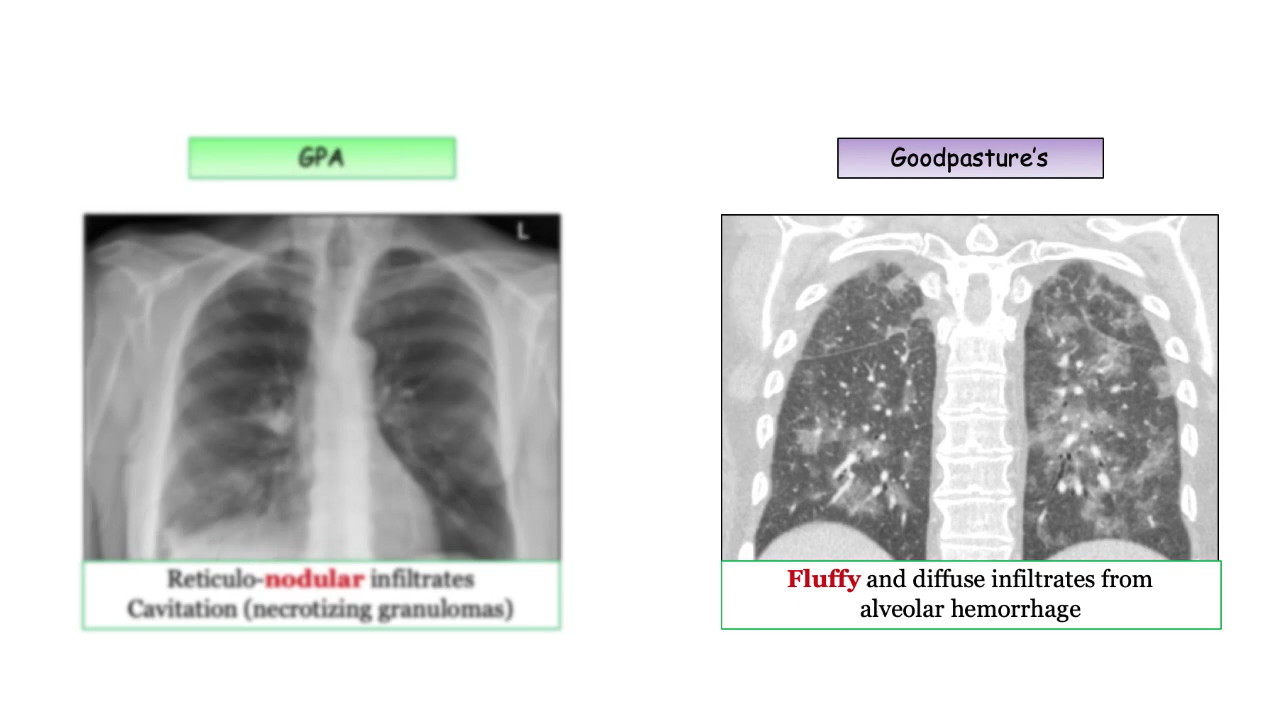 GPA
Goodpasture's
L
Reticulo-nodular infiltrates
Cavitation (necrotizing granulomas)
Fluffy and diffuse infiltrates from
alveolar hemorrhage